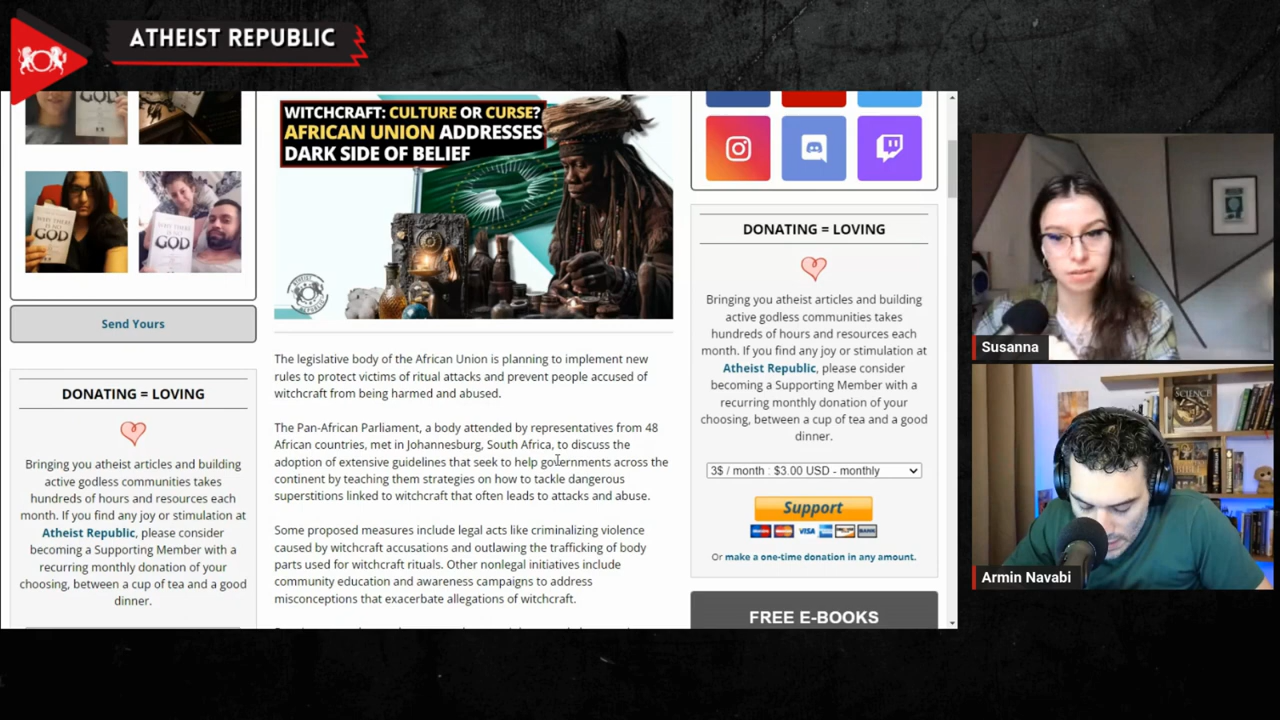 ATHEIST REPUBLIC
WITCHCRAFT: CULTURE OR CURSE?
AFRICAN UNION ADDRESSES
DARK SIDE OF BELIEF
GOD
WHY THERE
IS NO
GOD
GOD
Send Yours
DONATING = LOVING
Bringing you atheist articles and building
active godless communities takes
hundreds of hours and resources each
month. If you find any joy or stimulation at
Atheist Republic, please consider
becoming a Supporting Member with a
recurring monthly donation of your
choosing, between a cup of tea and a good
dinner.
The legislative body of the African Union is planning to implement new
rules to protect victims of ritual attacks and prevent people accused of
witchcraft from being harmed and abused.
The Pan-African Parliament, a body attended by representatives from 48
African countries, met in Johannesburg, South Africa, to discuss the
adoption of extensive guidelines that seek to help governments across the
continent by teaching them strategies on how to tackle dangerous
superstitions linked to witchcraft that often leads to attacks and abuse.
Some proposed measures include legal acts like criminalizing violence
caused by witchcraft accusations and outlawing the trafficking of body
parts used for witchcraft rituals. Other nonlegal initiatives include
community education and awareness campaigns to address
misconceptions that exacerbate allegations of witchcraft.
DONATING = LOVING
Bringing you atheist articles and building
active godless communities takes
hundreds of hours and resources each
month. If you find any joy or stimulation at
Atheist Republic, please consider
becoming a Supporting Member with a
recurring monthly donation of your
choosing, between a cup of tea and a good
dinner.
3$ / month : $3.00 USD - monthly
Support
VISA
Or make a one-time donation in any amount.
FREE E-BOOKS
Susanna
SCIENCE
BIBLE
Armin Navabi